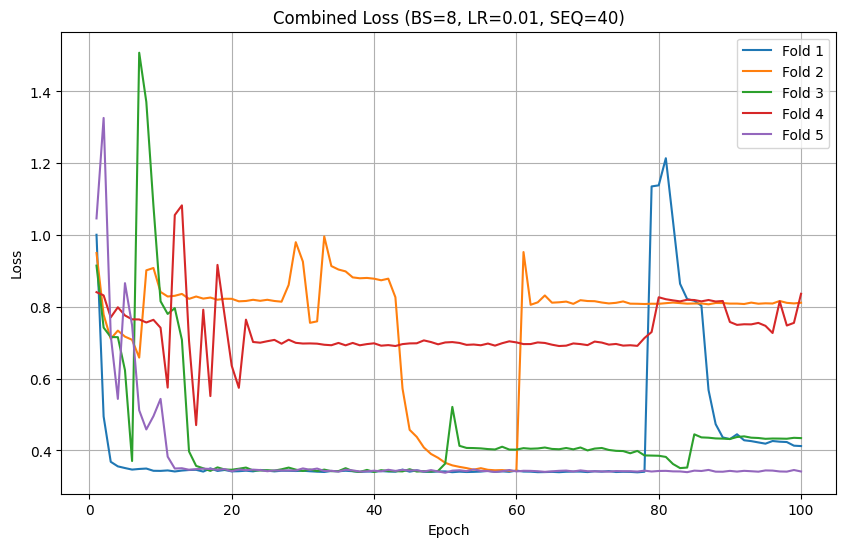 Combined Loss (BS=8, LR=0.01, SEQ=40)
Fold 1
Fold 2
Fold 3
Fold 4
Fold 5
Loss
1.4
1.2
1.0
0.8
0.6
0.4
0
20
40
60
80
100
Epoch